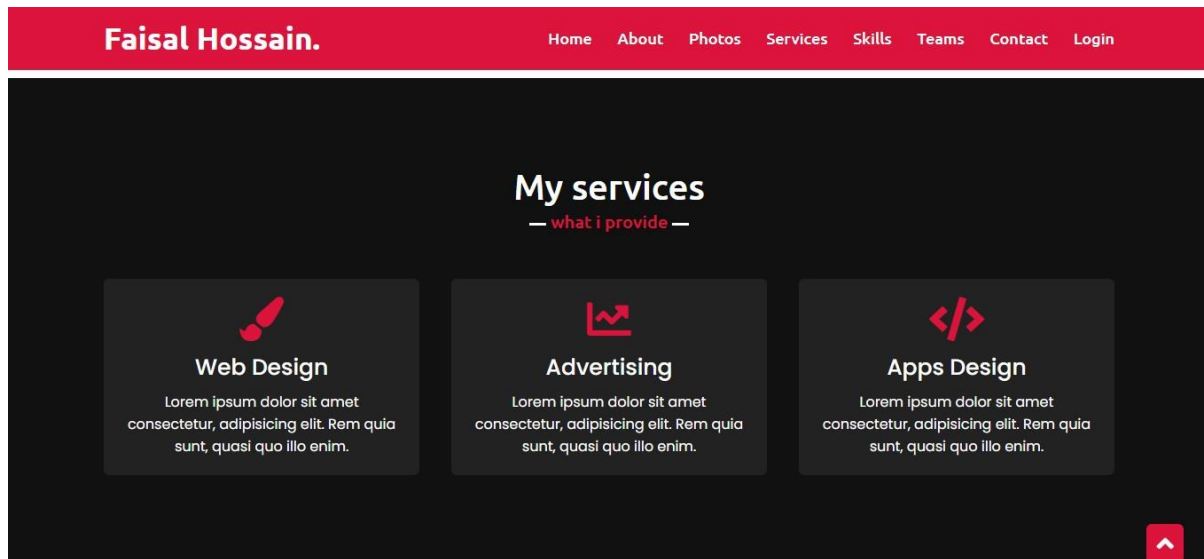 Faisal Hossain.
Home About Photos Services Skills Teams Contact Login
My services
— what i provide —
Web Design
Lorem ipsum dolor sit amet
consectetur, adipisicing elit. Rem quia
sunt, quasi quo illo enim.
Advertising
Lorem ipsum dolor sit amet
consectetur, adipisicing elit. Rem quia
sunt, quasi quo illo enim.
Apps Design
Lorem ipsum dolor sit amet
consectetur, adipisicing elit. Rem quia
sunt, quasi quo illo enim.